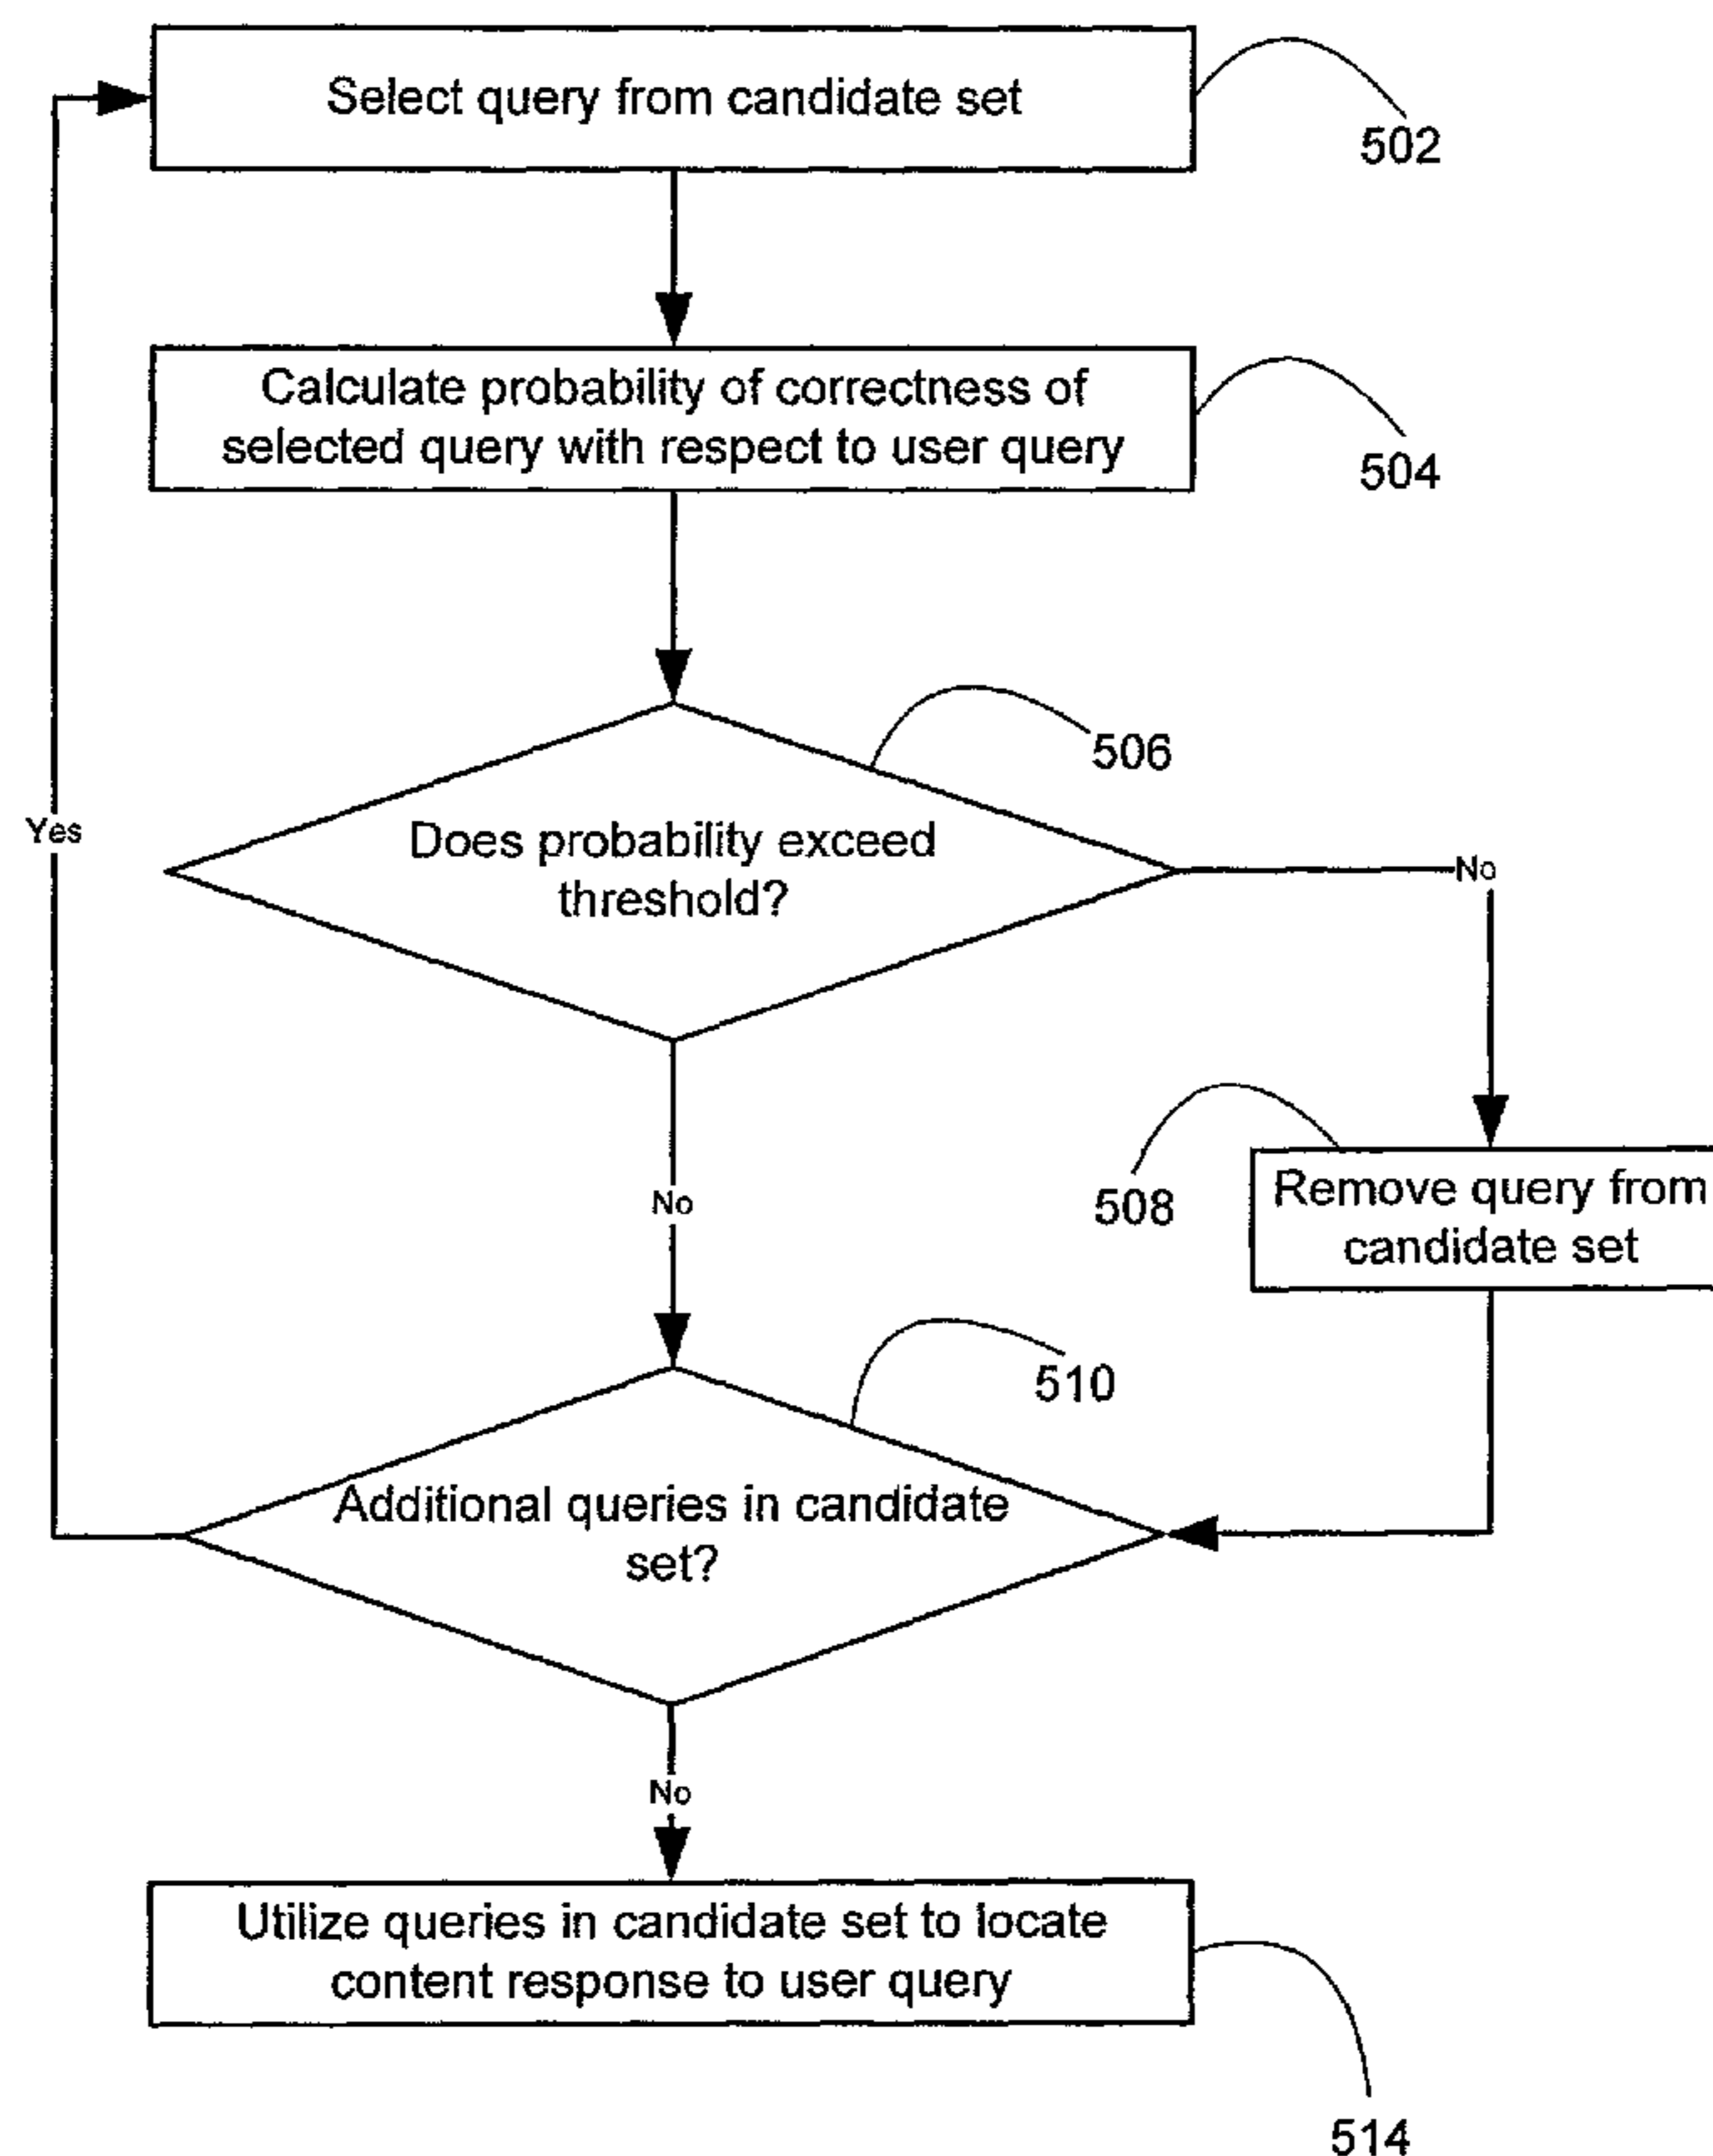 Select query from candidate set
502
Calculate probability of correctness of
selected query with respect to user query
504
506
Does probability exceed
threshold?
Yes
No
No
508
Remove query from
candidate set
510
Additional queries in candidate
set?
No
Utilize queries in candidate set to locate
content response to user query
514